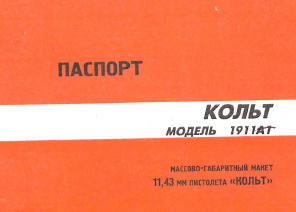 ПАСПОРТ
КОЛЬТ
МОДЕЛЬ 1911А1
МАССОВО-ГАБАРИТНЫЙ МАКЕТ
11,43 ММ ПИСТОЛЕТА «КОЛЬТ»